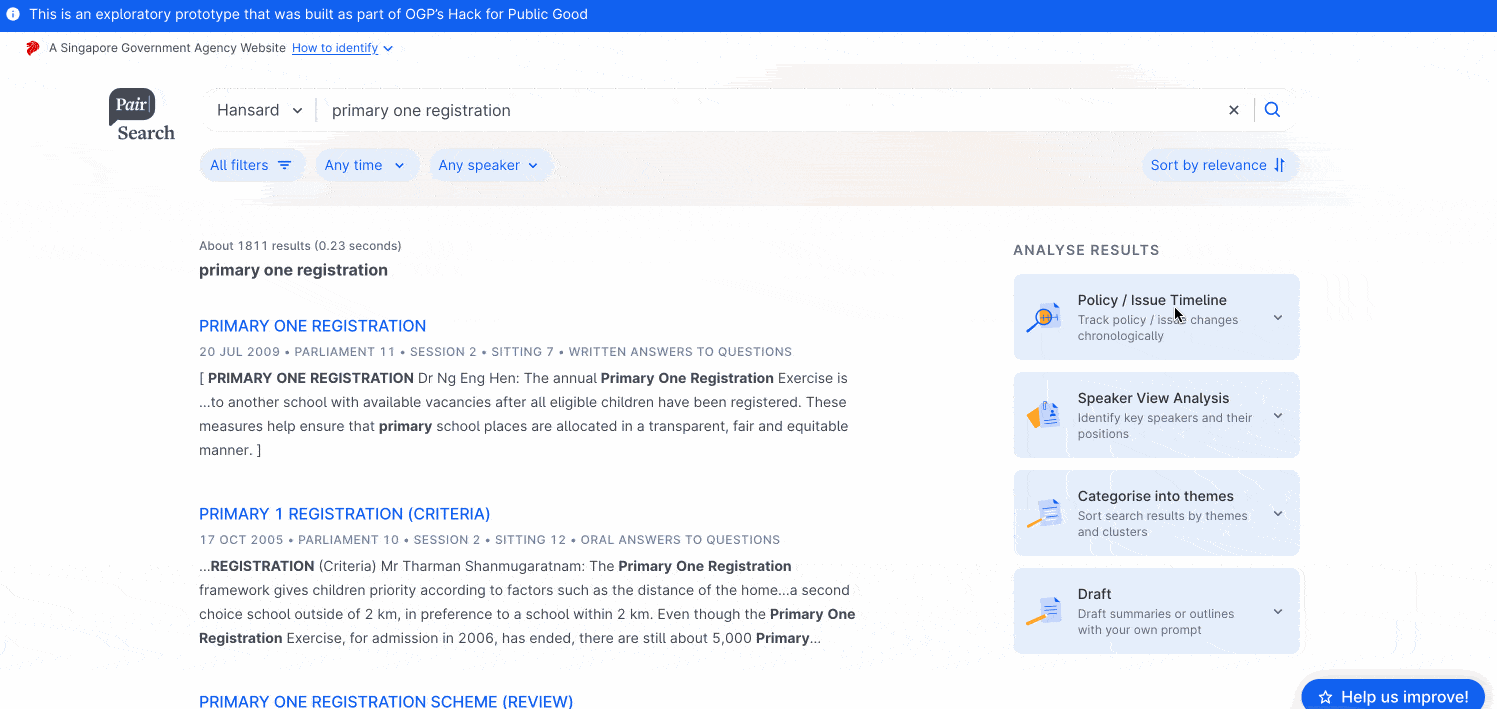 This is an exploratory prototype that was built as part of OGP's Hack for Public Good
A Singapore Government Agency Website How to identify
Pair
Search
Hansard
primary one registration
All filters
Any time
Any speaker
Sort by relevance
About 1811 results (0.23 seconds)
primary one registration
PRIMARY ONE REGISTRATION
20 JUL 2009 • PARLIAMENT 11 • SESSION 2 • SITTING 7 • WRITTEN ANSWERS TO QUESTIONS
[ PRIMARY ONE REGISTRATION Dr Ng Eng Hen: The annual Primary One Registration Exercise is
...to another school with available vacancies after all eligible children have been registered. These
measures help ensure that primary school places are allocated in a transparent, fair and equitable
manner. ]
PRIMARY 1 REGISTRATION (CRITERIA)
17 OCT 2005 • PARLIAMENT 10 • SESSION 2 • SITTING 12 • ORAL ANSWERS TO QUESTIONS
...REGISTRATION (Criteria) Mr Tharman Shanmugaratnam: The Primary One Registration
framework gives children priority according to factors such as the distance of the home...a second
choice school outside of 2 km, in preference to a school within 2 km. Even though the Primary One
Registration Exercise, for admission in 2006, has ended, there are still about 5,000 Primary...
PRIMARY ONE REGISTRATION SCHEME (REVIEW)
ANALYSE RESULTS
Policy / Issue Timeline
Track policy / issue changes
chronologically
Speaker View Analysis
Identify key speakers and their
positions
Categorise into themes
Sort search results by themes
and clusters
Draft
Draft summaries or outlines
with your own prompt
Help us improve!